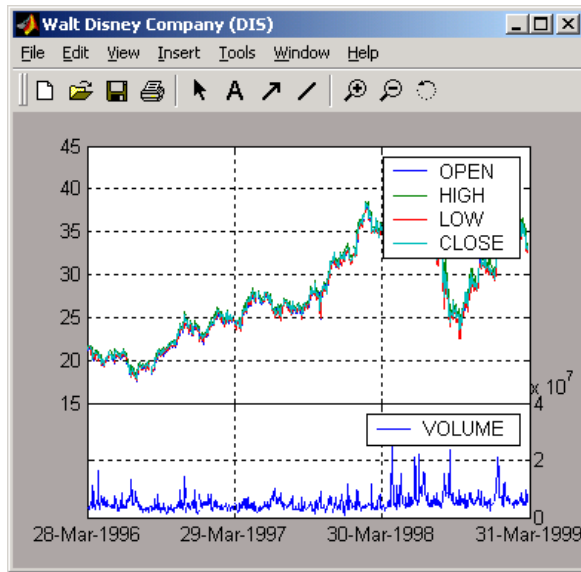 Walt Disney Company (DIS)
File Edit View Insert Tools Window Help
A
45
40
35
30
25
20
15
OPEN
HIGH
LOW
CLOSE
x 10^7
4
2
0
VOLUME
28-Mar-1996 29-Mar-1997 30-Mar-1998 31-Mar-1999